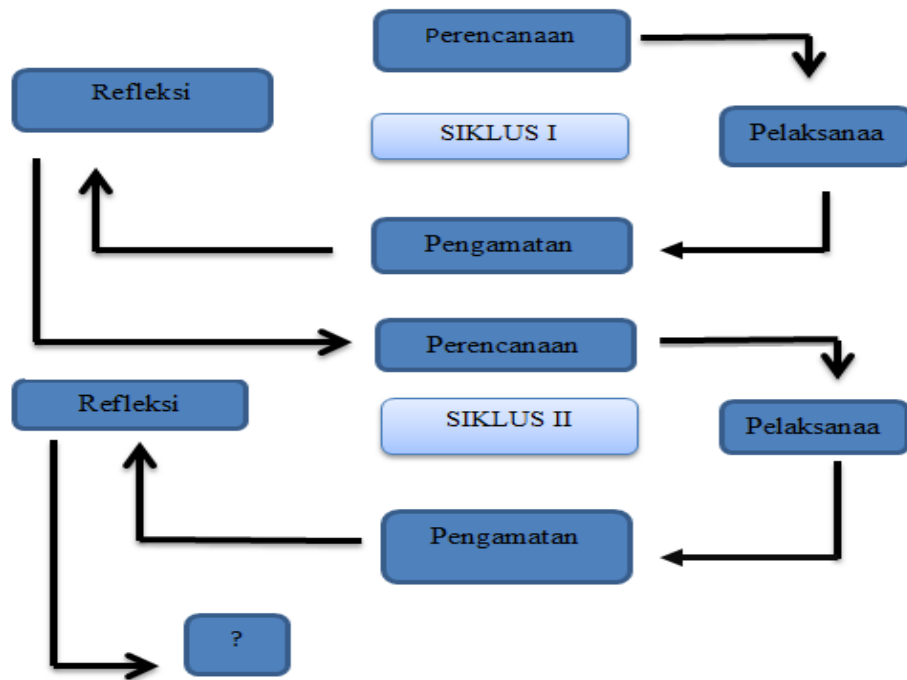 Perencanaan
Refleksi
SIKLUS I
Pelaksanaa
Pengamatan
Perencanaan
Refleksi
SIKLUS II
Pelaksanaa
Pengamatan
?